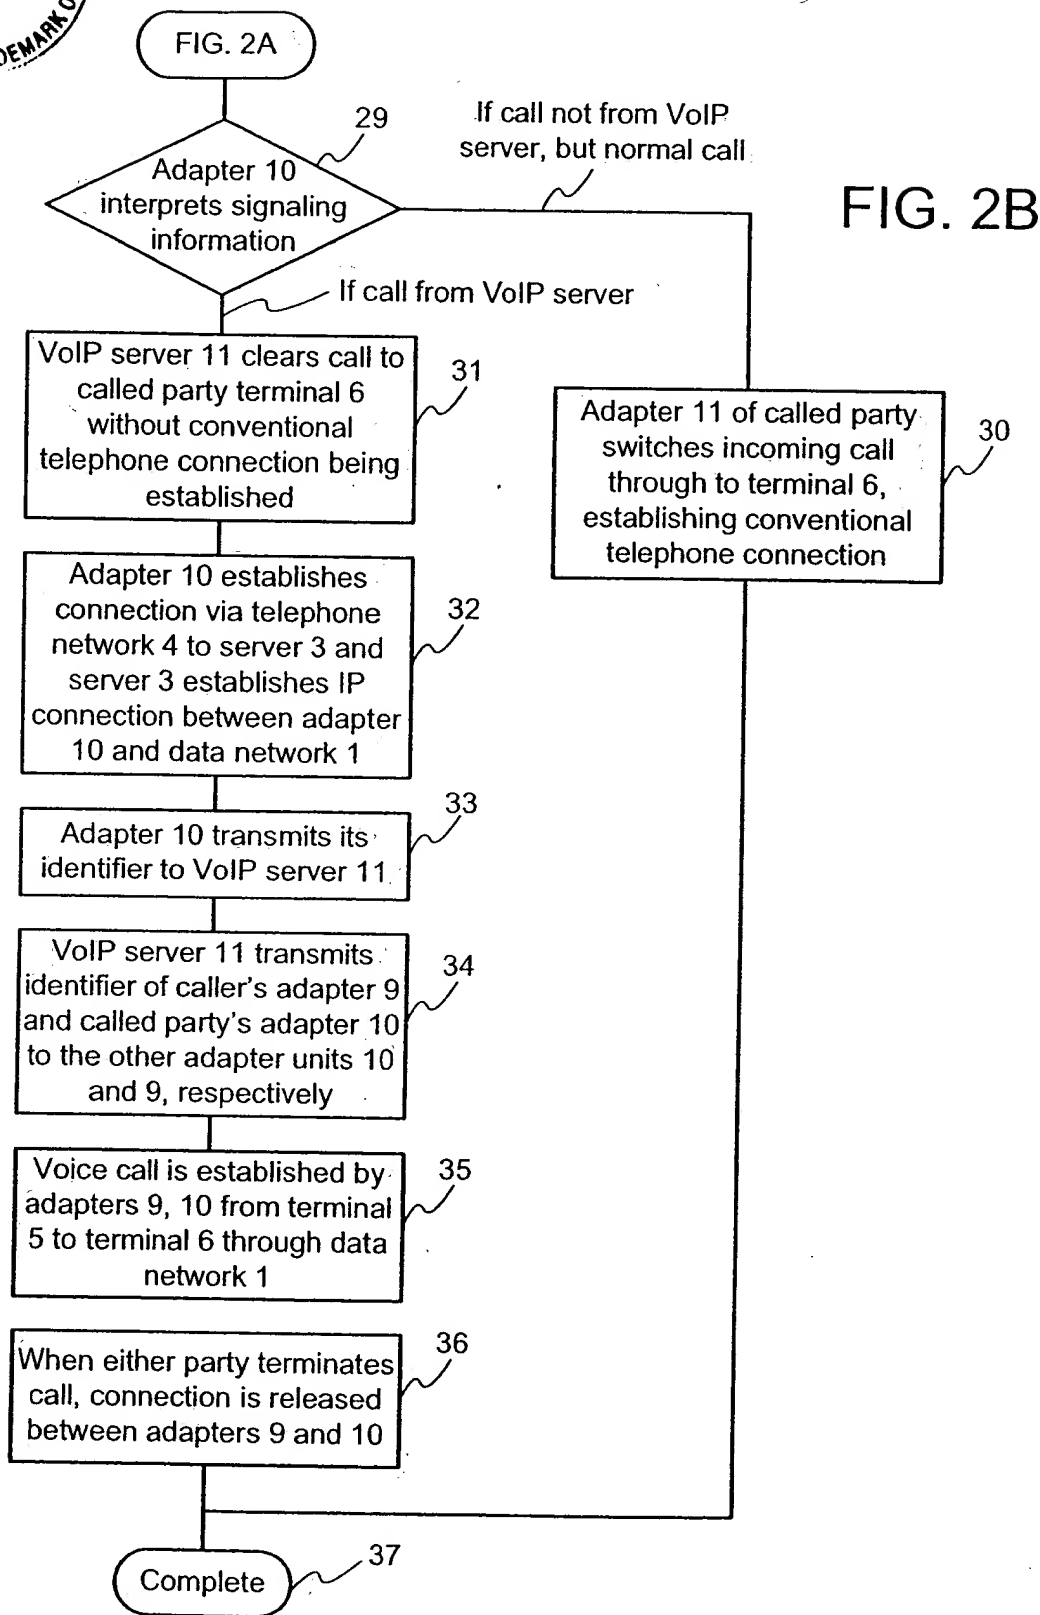 DEMARK O
FIG. 2A
29
If call not from VoIP
server, but normal call
Adapter 10
interprets signaling
information
FIG. 2B
If call from VoIP server
VoIP server 11 clears call to
called party terminal 6
without conventional
telephone connection being
established
31
Adapter 11 of called party
switches incoming call
through to terminal 6,
establishing conventional
telephone connection
30
Adapter 10 establishes
connection via telephone
network 4 to server 3 and
server 3 establishes IP
connection between adapter
10 and data network 1
32
33
Adapter 10 transmits its
identifier to VoIP server 11
VoIP server 11 transmits
identifier of caller's adapter 9
and called party's adapter 10
to the other adapter units 10
and 9, respectively
34
Voice call is established by
adapters 9, 10 from terminal
5 to terminal 6 through data
network 1
35
When either party terminates
call, connection is released
between adapters 9 and 10
36
37
Complete